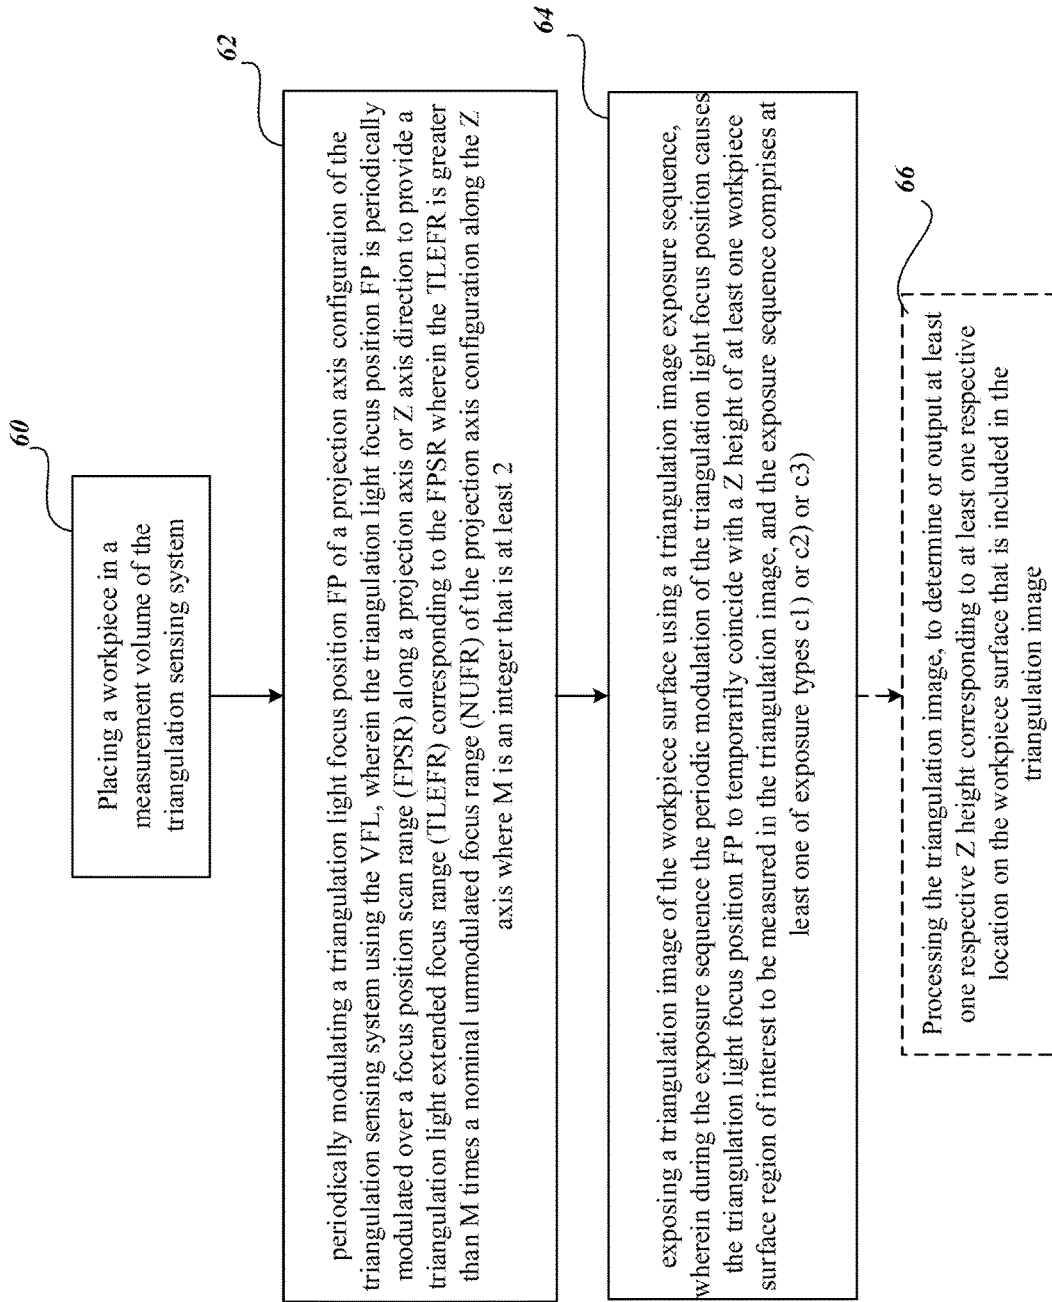 60
Placing a workpiece in a
measurement volume of the
triangulation sensing system
62
periodically modulating a triangulation light focus position FP of a projection axis configuration of the
triangulation sensing system using the VFL, wherein the triangulation light focus position FP is periodically
modulated over a focus position scan range (FPSR) along a projection axis or Z axis direction to provide a
triangulation light extended focus range (TLEFR) corresponding to the FPSR wherein the TLEFR is greater
than M times a nominal unmodulated focus range (NUFR) of the projection axis configuration along the Z
axis where M is an integer that is at least 2
64
exposing a triangulation image of the workpiece surface using a triangulation image exposure sequence,
wherein during the exposure sequence the periodic modulation of the triangulation light focus position causes
the triangulation light focus position FP to temporarily coincide with a Z height of at least one workpiece
surface region of interest to be measured in the triangulation image, and the exposure sequence comprises at
least one of exposure types c1) or c2) or c3)
66
Processing the triangulation image, to determine or output at least
one respective Z height corresponding to at least one respective
location on the workpiece surface that is included in the
triangulation image